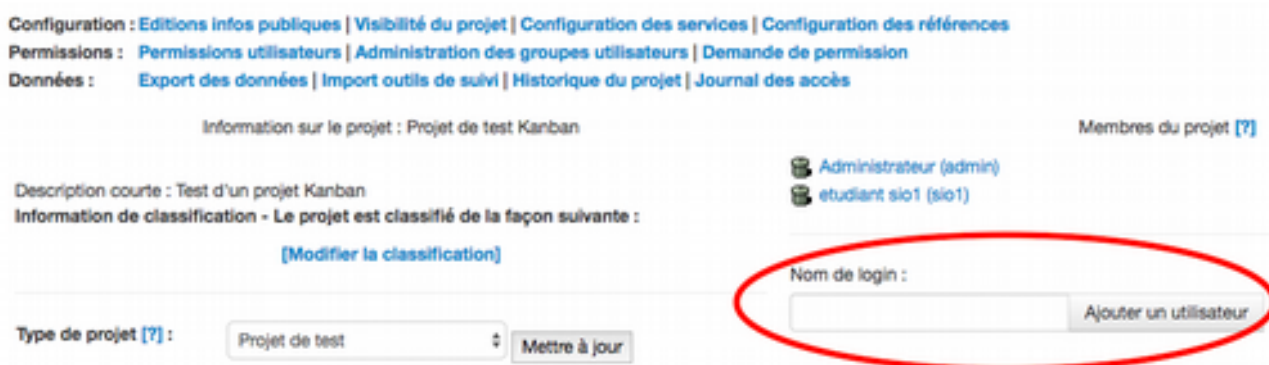 Configuration : Editions infos publiques | Visibilité du projet | Configuration des services | Configuration des références
Permissions : Permissions utilisateurs | Administration des groupes utilisateurs | Demande de permission
Données : Export des données | Import outils de suivi | Historique du projet | Journal des accès
Information sur le projet : Projet de test Kanban
Membres du projet [?]
Administrateur (admin)
etudiant sio1 (sio1)
Description courte : Test d'un projet Kanban
Information de classification - Le projet est classifié de la façon suivante :
[Modifier la classification]
Nom de login :
Ajouter un utilisateur
Type de projet [?] : Projet de test Mettre à jour